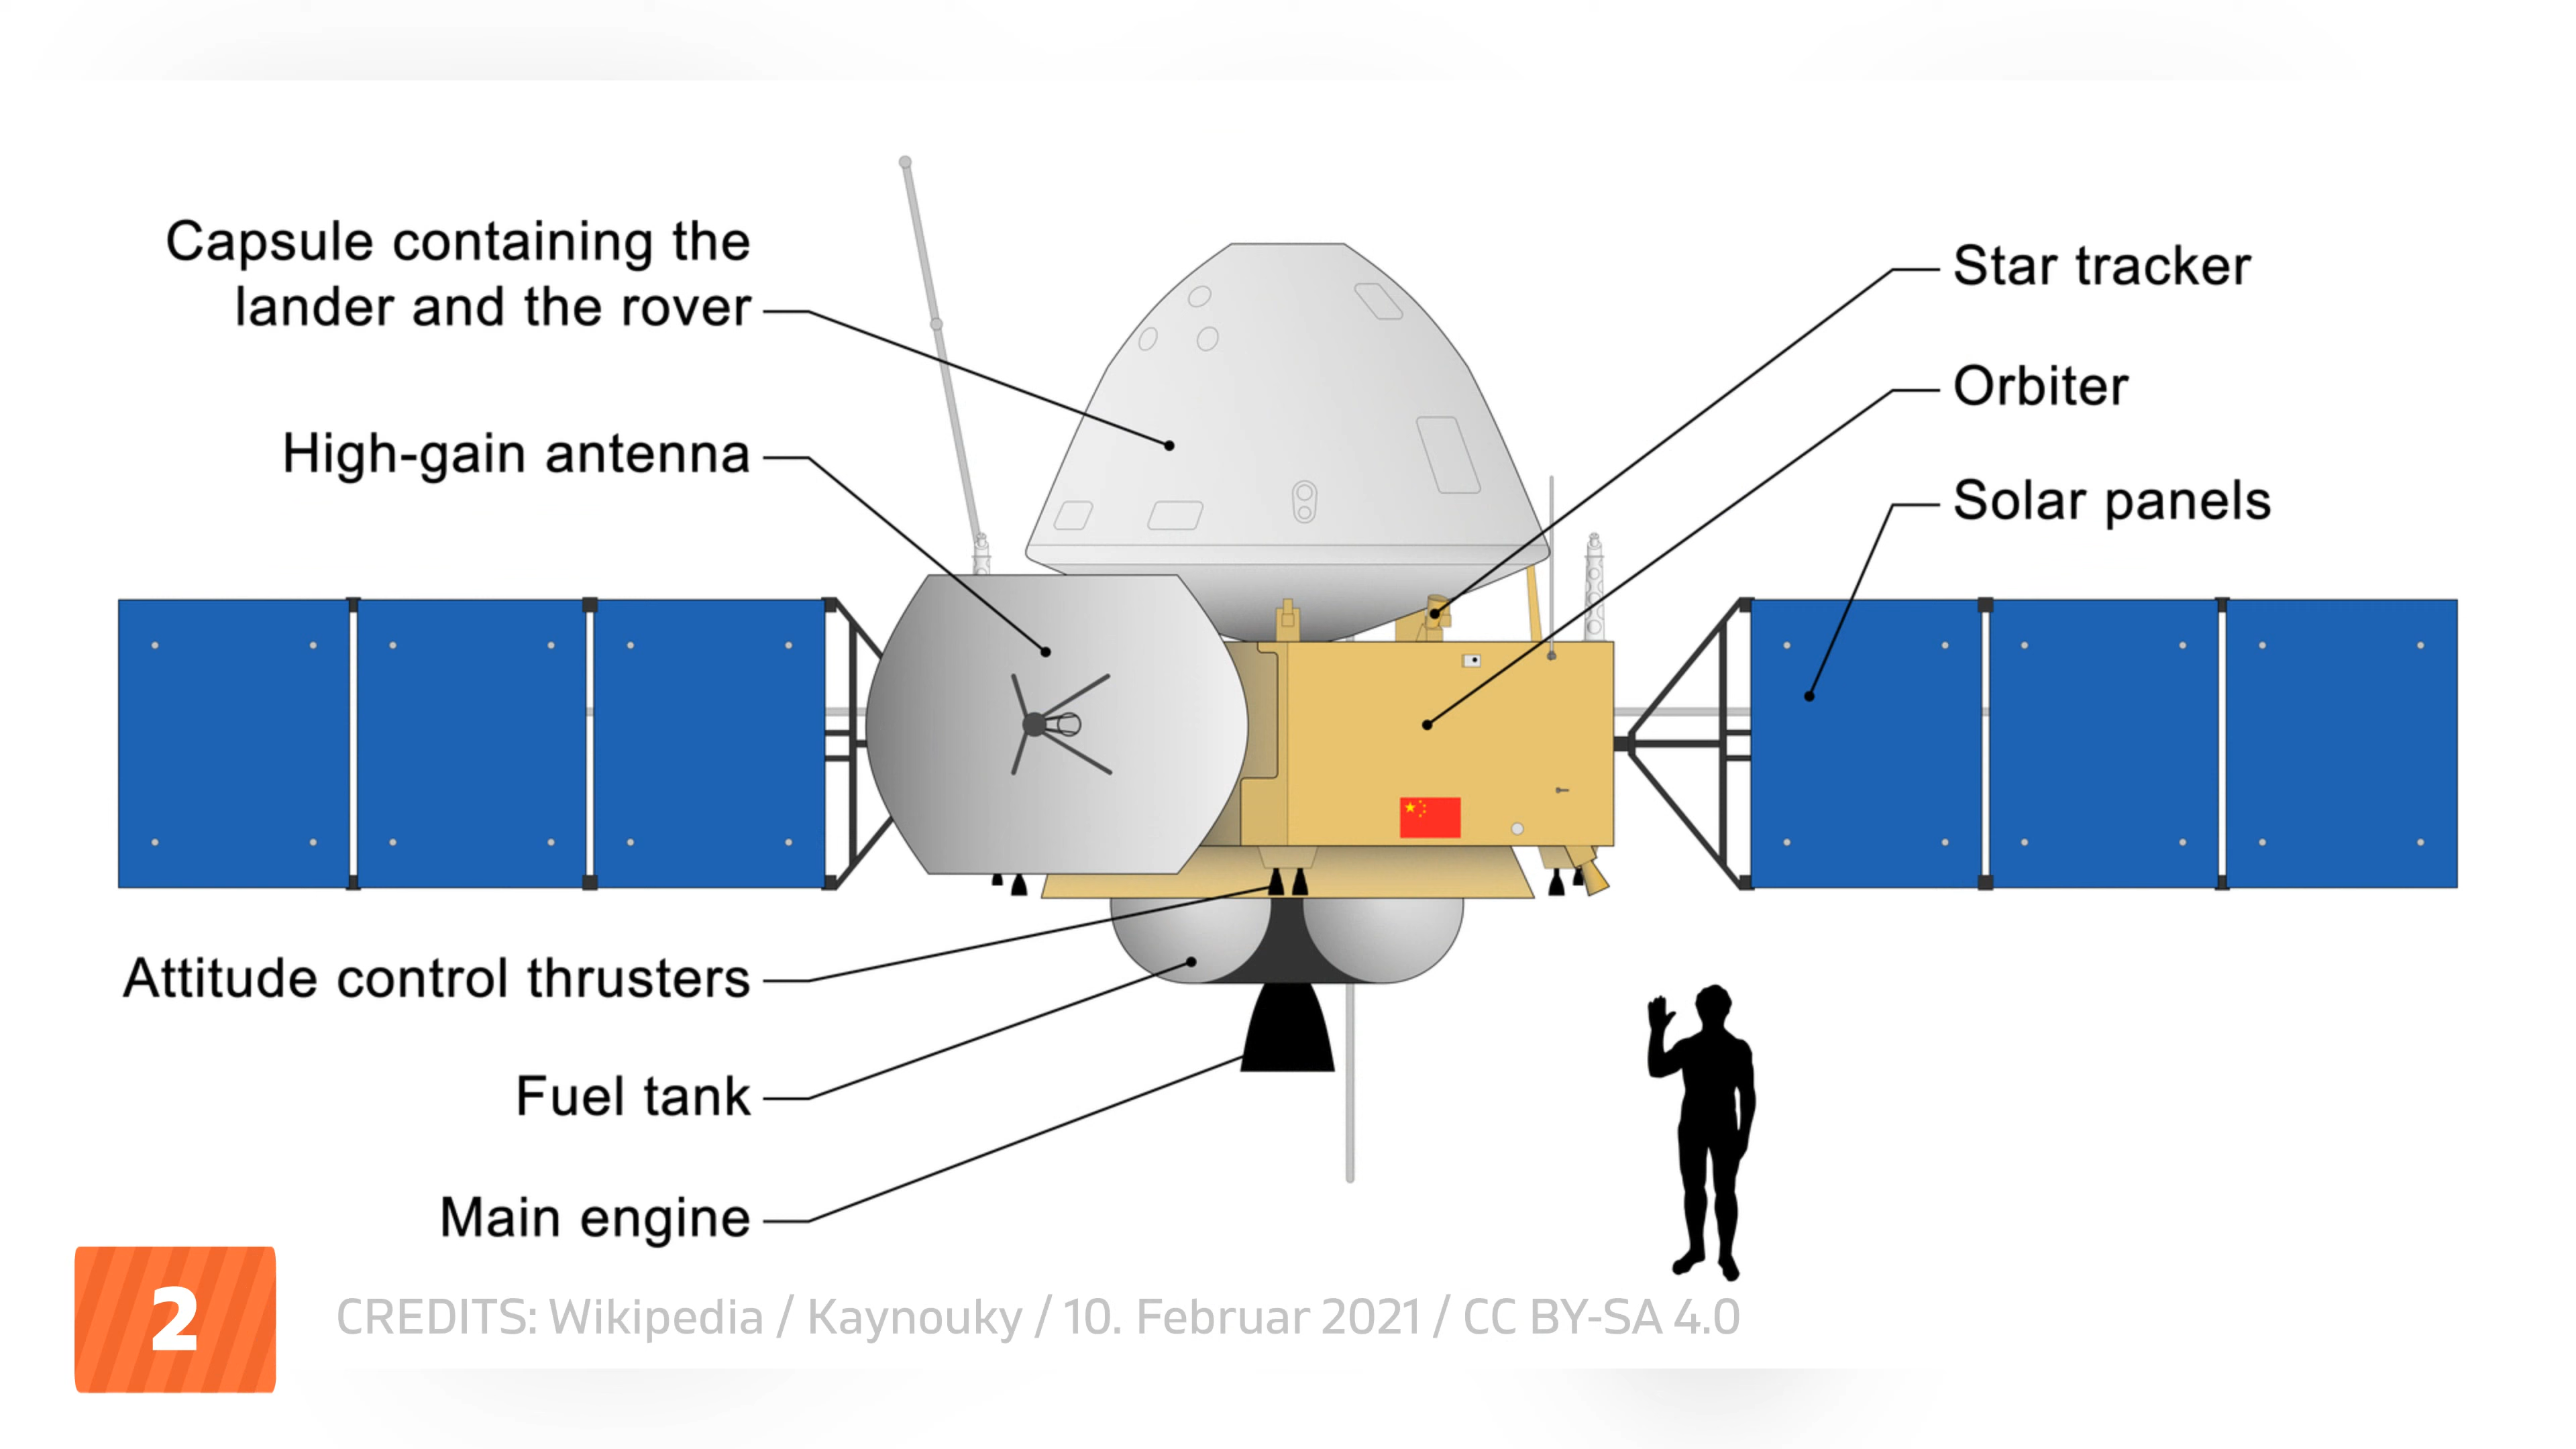 Capsule containing the
lander and the rover
High-gain antenna
Star tracker
Orbiter
Solar panels
Attitude control thrusters
Fuel tank
Main engine
2
CREDITS: Wikipedia / Kaynouky / 10. Februar 2021 / CC BY-SA 4.0